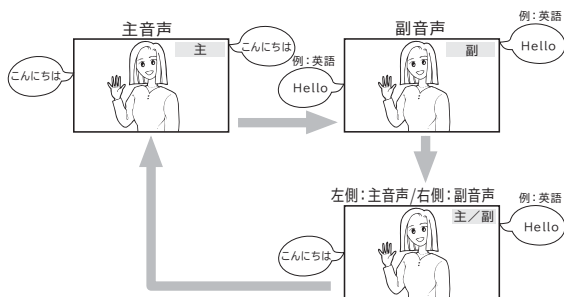 主音声
主
こんにちは
こんにちは
副音声
副
例：英語
Hello
例：英語
Hello
左側：主音声/右側：副音声
主／副
こんにちは
例：英語
Hello